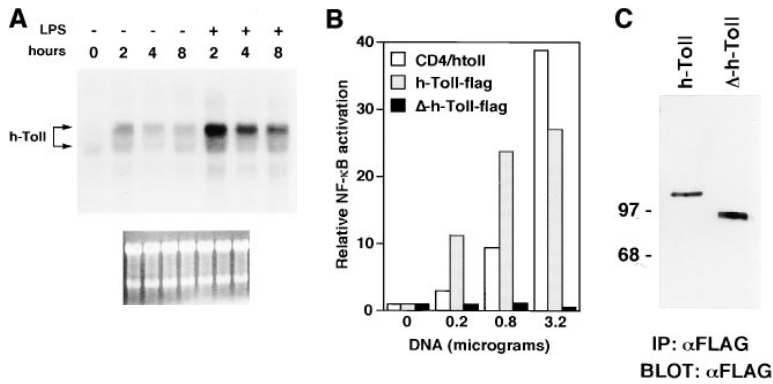 A
LPS - - - - + + +
hours 0 2 4 8 2 4 8
h-Toll
B
Relative NF-κB activation
40
30
20
10
0
CD4/htoll
h-Toll-flag
Δ-h-Toll-flag
0 0.2 0.8 3.2
DNA (micrograms)
C
h-Toll
Δ-h-Toll
97 -
68 -
IP: αFLAG
BLOT: αFLAG